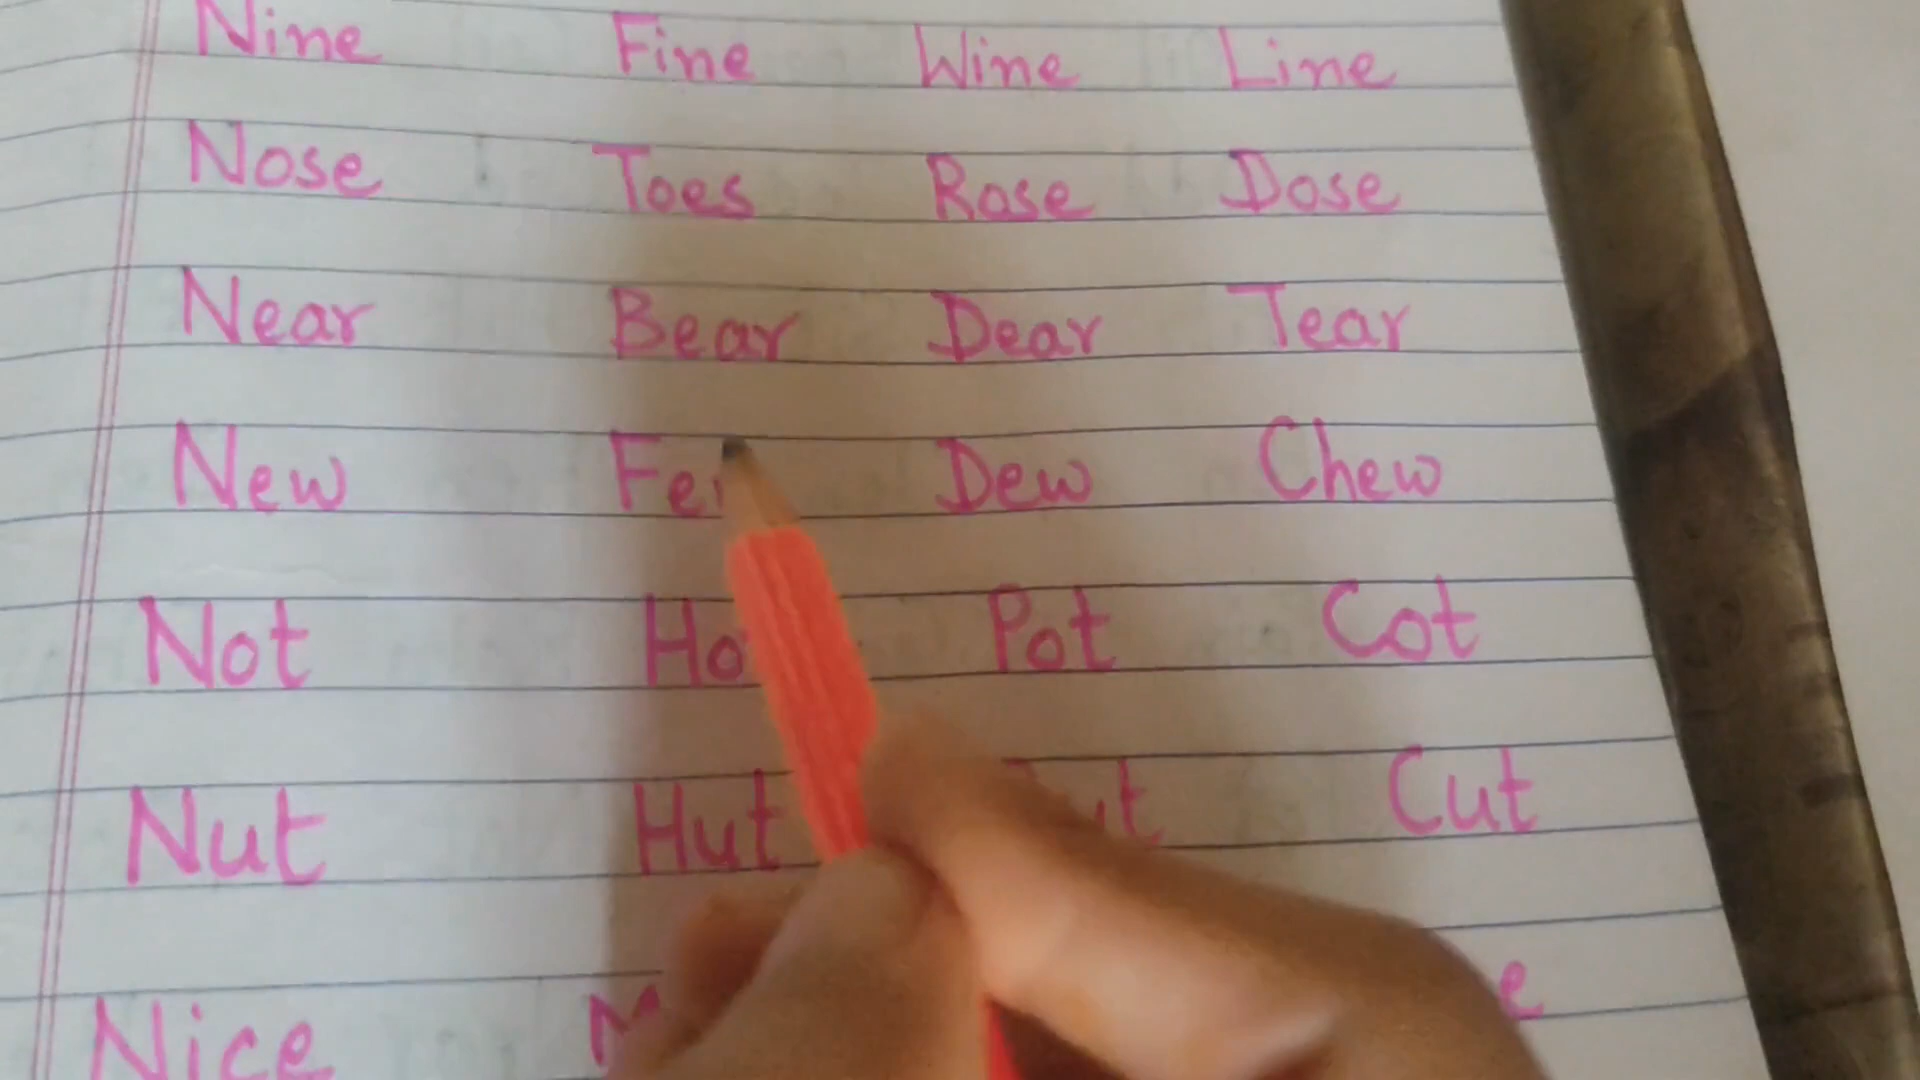 Nine Fine Wine Line
Nose Toes Rose Dose
Near Bear Dear Tear
New Dew Chew
Not Pot Cot
Nut Hut Cut
Nice